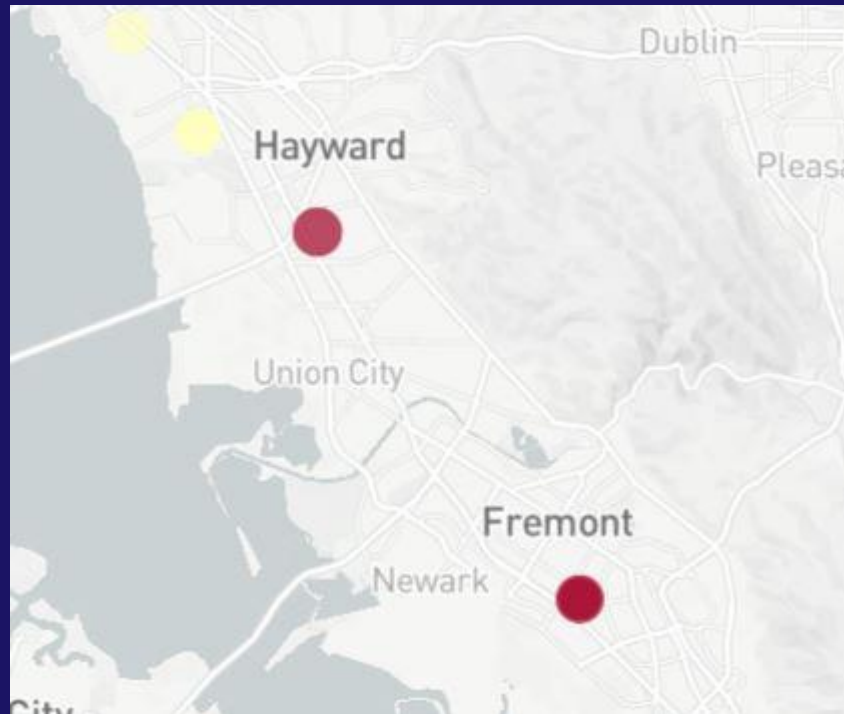 Dublin
Hayward
Pleasa
Union City
Fremont
Newark
City